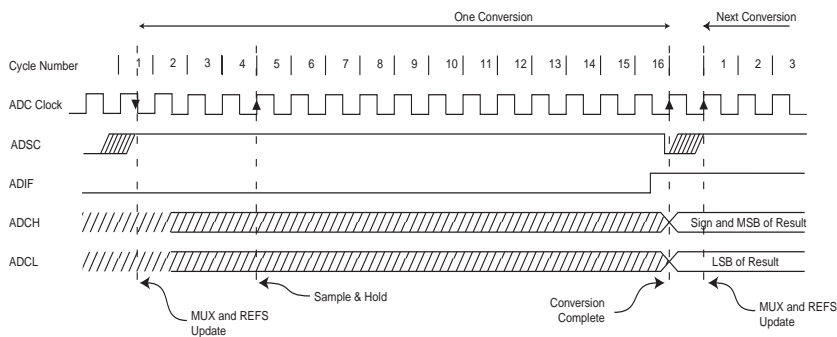 One Conversion
Next Conversion
Cycle Number
1 2 3 4 5 6 7 8 9 10 11 12 13 14 15 16 1 2 3
ADC Clock
ADSC
ADIF
ADCH
Sign and MSB of Result
ADCL
LSB of Result
MUX and REFS
Update
Sample & Hold
Conversion
Complete
MUX and REFS
Update